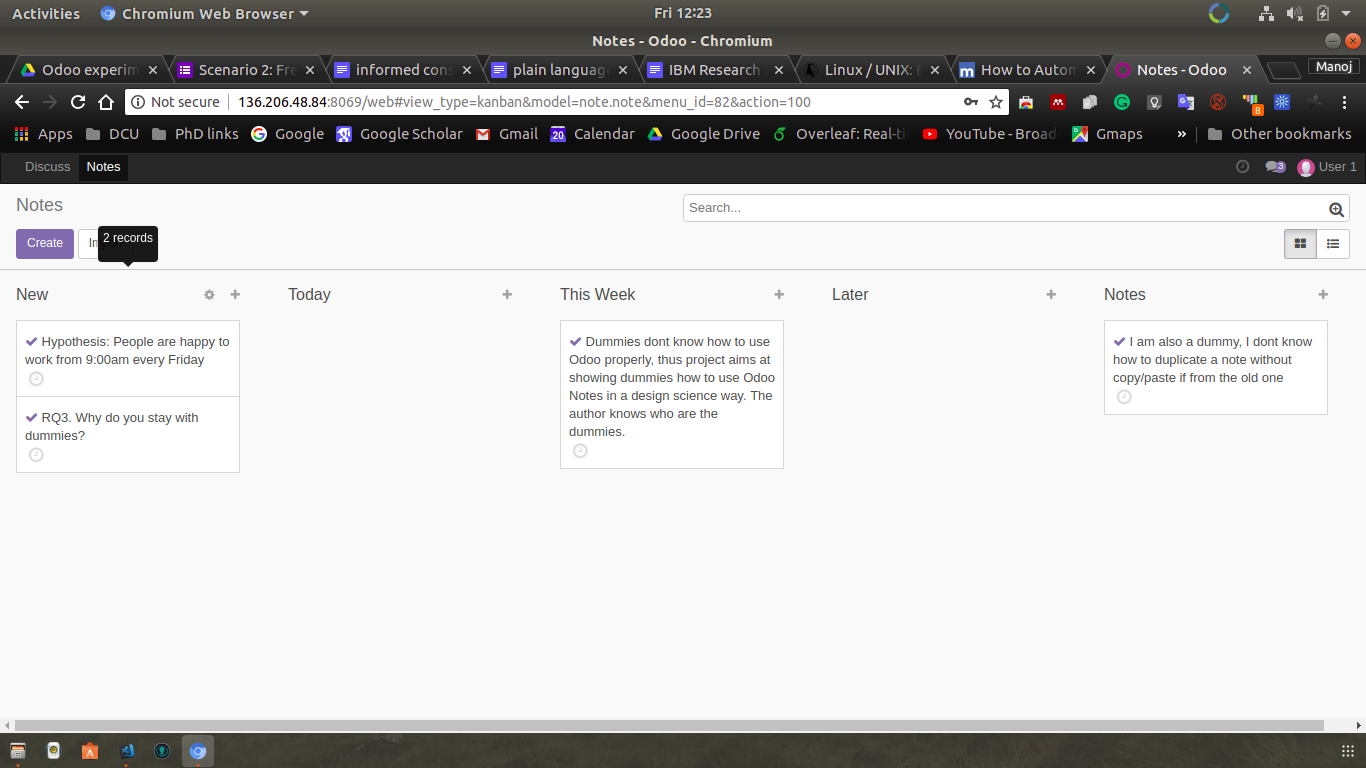 Activities Chromium Web Browser Fri 12:23
Notes - Odoo - Chromium
Odoo experim Scenario 2: Fre informed cons plain language IBM Research Linux / UNIX: How to Autom Notes - Odoo Manoj
Not secure 136.206.48.84:8069/web#view_type=kanban&model=note.note&menu_id=82&action=100 8
Apps DCU PhD links Google Google Scholar Gmail 20 Calendar Google Drive Overleaf: Real-ti YouTube - Broad Gmaps » Other bookmarks
Discuss Notes 3 User 1
Notes Search...
Create 2 records
New Today This Week Later Notes
Hypothesis: People are happy to
work from 9:00am every Friday
RQ3. Why do you stay with
dummies?
Dummies dont know how to use
Odoo properly, thus project aims at
showing dummies how to use Odoo
Notes in a design science way. The
author knows who are the
dummies.
I am also a dummy, I dont know
how to duplicate a note without
copy/paste if from the old one